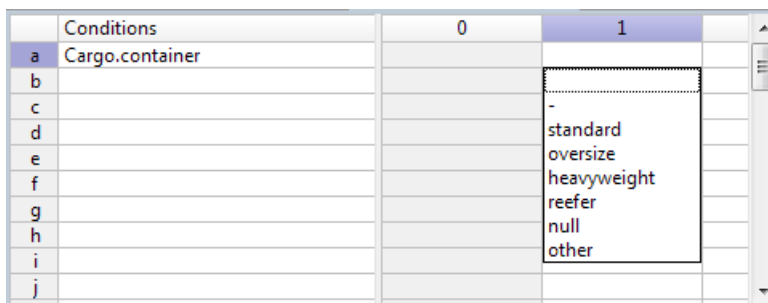 Conditions 0 1
a Cargo.container
b
c -
d standard
e oversize
f heavyweight
g reefer
h null
i other
j